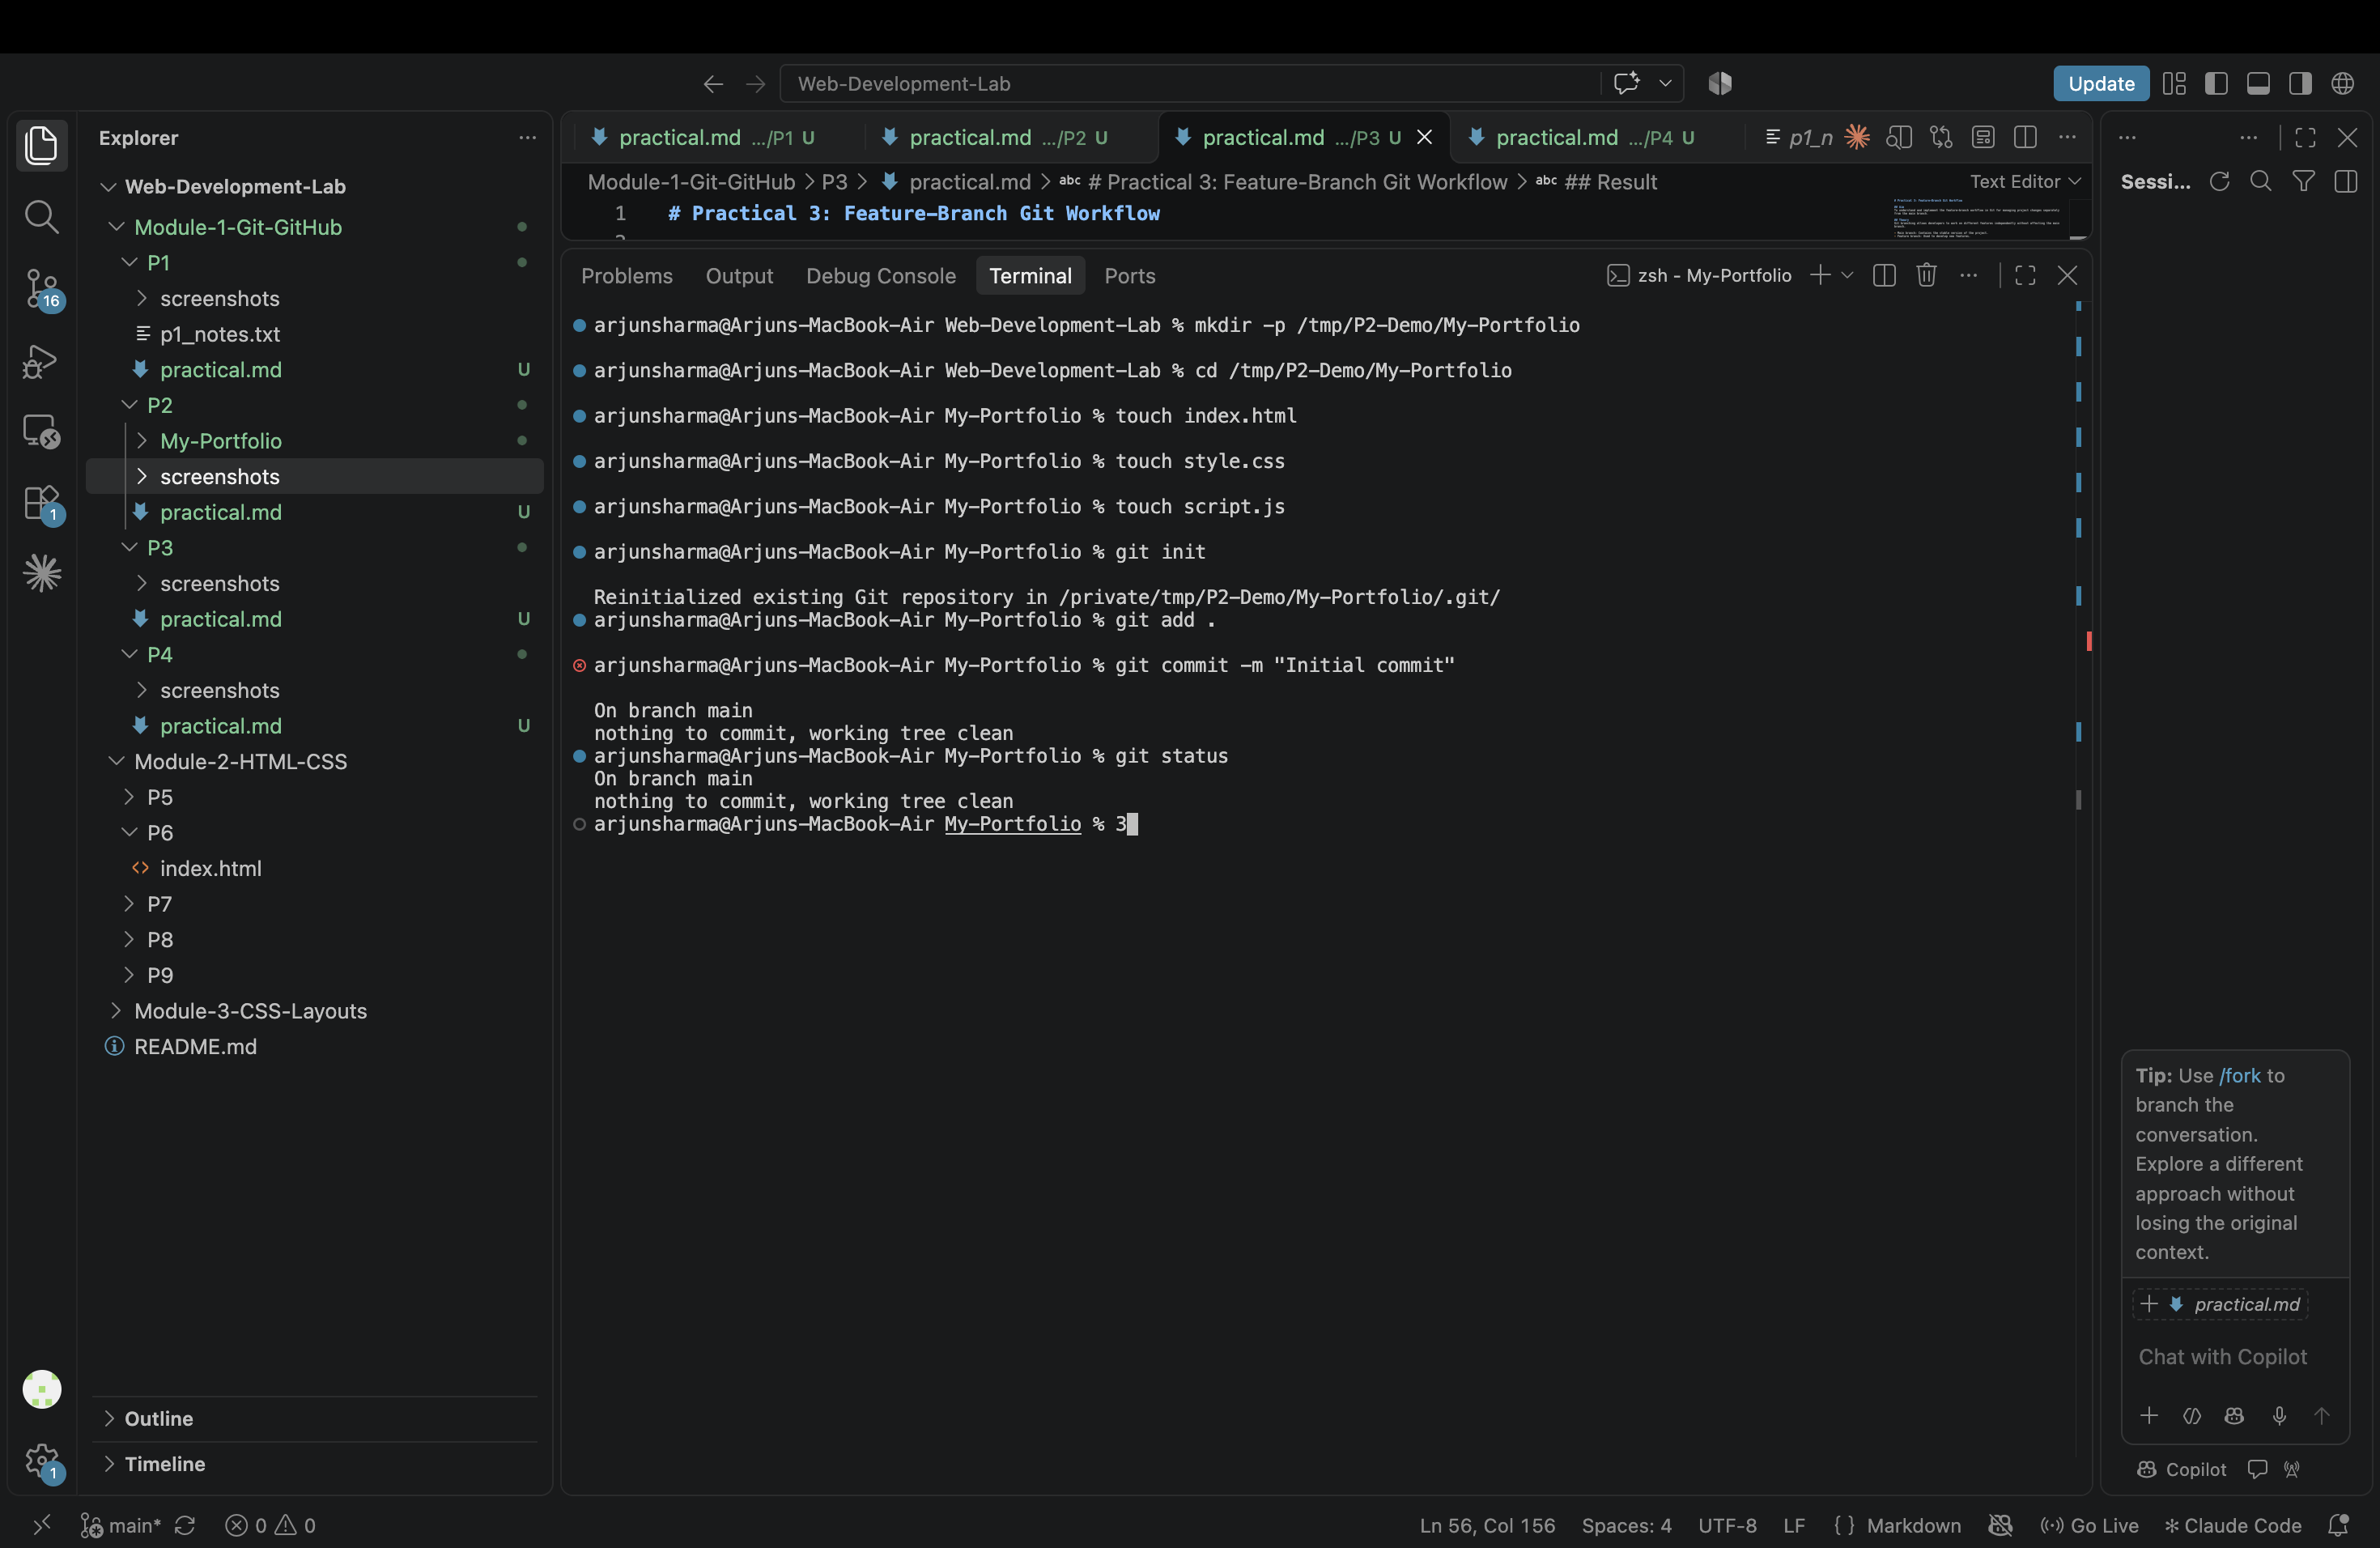 Web-Development-Lab
Update
Explorer
Web-Development-Lab
Module-1-Git-GitHub
P1
screenshots
p1_notes.txt
practical.md U
P2
My-Portfolio
screenshots
practical.md U
P3
screenshots
practical.md U
P4
screenshots
practical.md U
Module-2-HTML-CSS
P5
P6
index.html
P7
P8
P9
Module-3-CSS-Layouts
README.md
Outline
Timeline
16
1
1
practical.md .../P1 U
practical.md .../P2 U
practical.md .../P3 U
practical.md .../P4 U
p1_n
Module-1-Git-GitHub > P3 > practical.md > abc # Practical 3: Feature-Branch Git Workflow > abc ## Result
Text Editor
1 # Practical 3: Feature-Branch Git Workflow
Problems Output Debug Console Terminal Ports
zsh - My-Portfolio
arjunsharma@Arjuns-MacBook-Air Web-Development-Lab % mkdir -p /tmp/P2-Demo/My-Portfolio
arjunsharma@Arjuns-MacBook-Air Web-Development-Lab % cd /tmp/P2-Demo/My-Portfolio
arjunsharma@Arjuns-MacBook-Air My-Portfolio % touch index.html
arjunsharma@Arjuns-MacBook-Air My-Portfolio % touch style.css
arjunsharma@Arjuns-MacBook-Air My-Portfolio % touch script.js
arjunsharma@Arjuns-MacBook-Air My-Portfolio % git init
Reinitialized existing Git repository in /private/tmp/P2-Demo/My-Portfolio/.git/
arjunsharma@Arjuns-MacBook-Air My-Portfolio % git add .
arjunsharma@Arjuns-MacBook-Air My-Portfolio % git commit -m "Initial commit"
On branch main
nothing to commit, working tree clean
arjunsharma@Arjuns-MacBook-Air My-Portfolio % git status
On branch main
nothing to commit, working tree clean
arjunsharma@Arjuns-MacBook-Air My-Portfolio % 3
Sessi...
Tip: Use /fork to
branch the
conversation.
Explore a different
approach without
losing the original
context.
practical.md
Chat with Copilot
Copilot
main* 0 0
Ln 56, Col 156 Spaces: 4 UTF-8 LF {} Markdown Go Live Claude Code